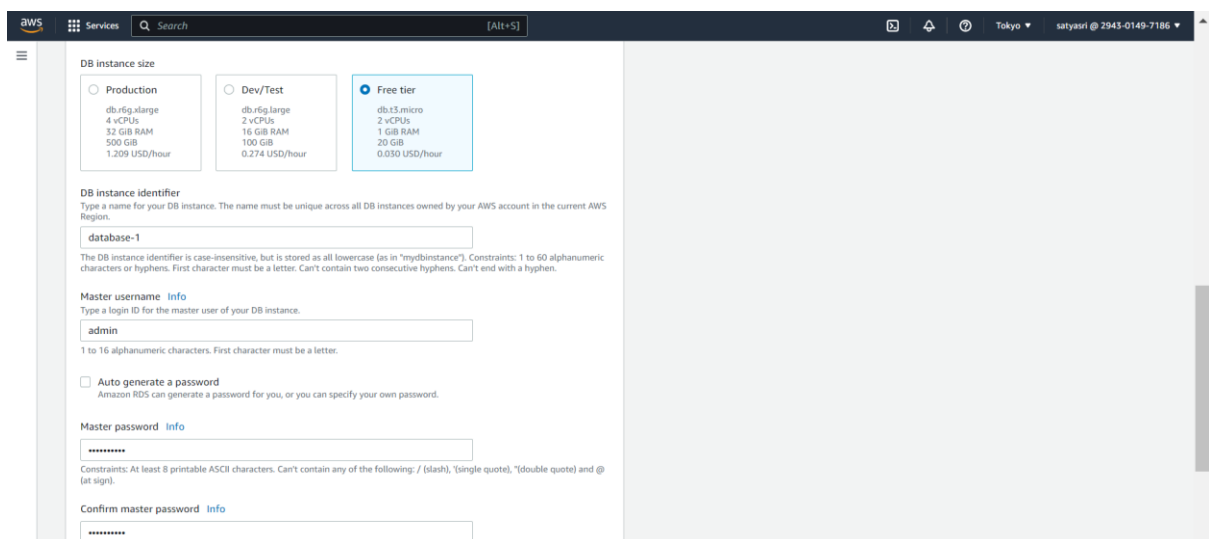 aws
Services
Search
[Alt+S]
Tokyo ▼
satyasri @ 2943-0149-7186 ▼
DB instance size
Production
db.r6g.xlarge
4 vCPUs
32 GiB RAM
500 GiB
1.209 USD/hour
Dev/Test
db.r6g.large
2 vCPUs
16 GiB RAM
100 GiB
0.274 USD/hour
Free tier
db.t3.micro
2 vCPUs
1 GiB RAM
20 GiB
0.030 USD/hour
DB instance identifier
Type a name for your DB instance. The name must be unique across all DB instances owned by your AWS account in the current AWS
Region.
database-1
The DB instance identifier is case-insensitive, but is stored as all lowercase (as in "mydbinstance"). Constraints: 1 to 60 alphanumeric
characters or hyphens. First character must be a letter. Can't contain two consecutive hyphens. Can't end with a hyphen.
Master username Info
Type a login ID for the master user of your DB instance.
admin
1 to 16 alphanumeric characters. First character must be a letter.
Auto generate a password
Amazon RDS can generate a password for you, or you can specify your own password.
Master password Info
••••••••••
Constraints: At least 8 printable ASCII characters. Can't contain any of the following: / (slash), '(single quote), "(double quote) and @
(at sign).
Confirm master password Info
••••••••••